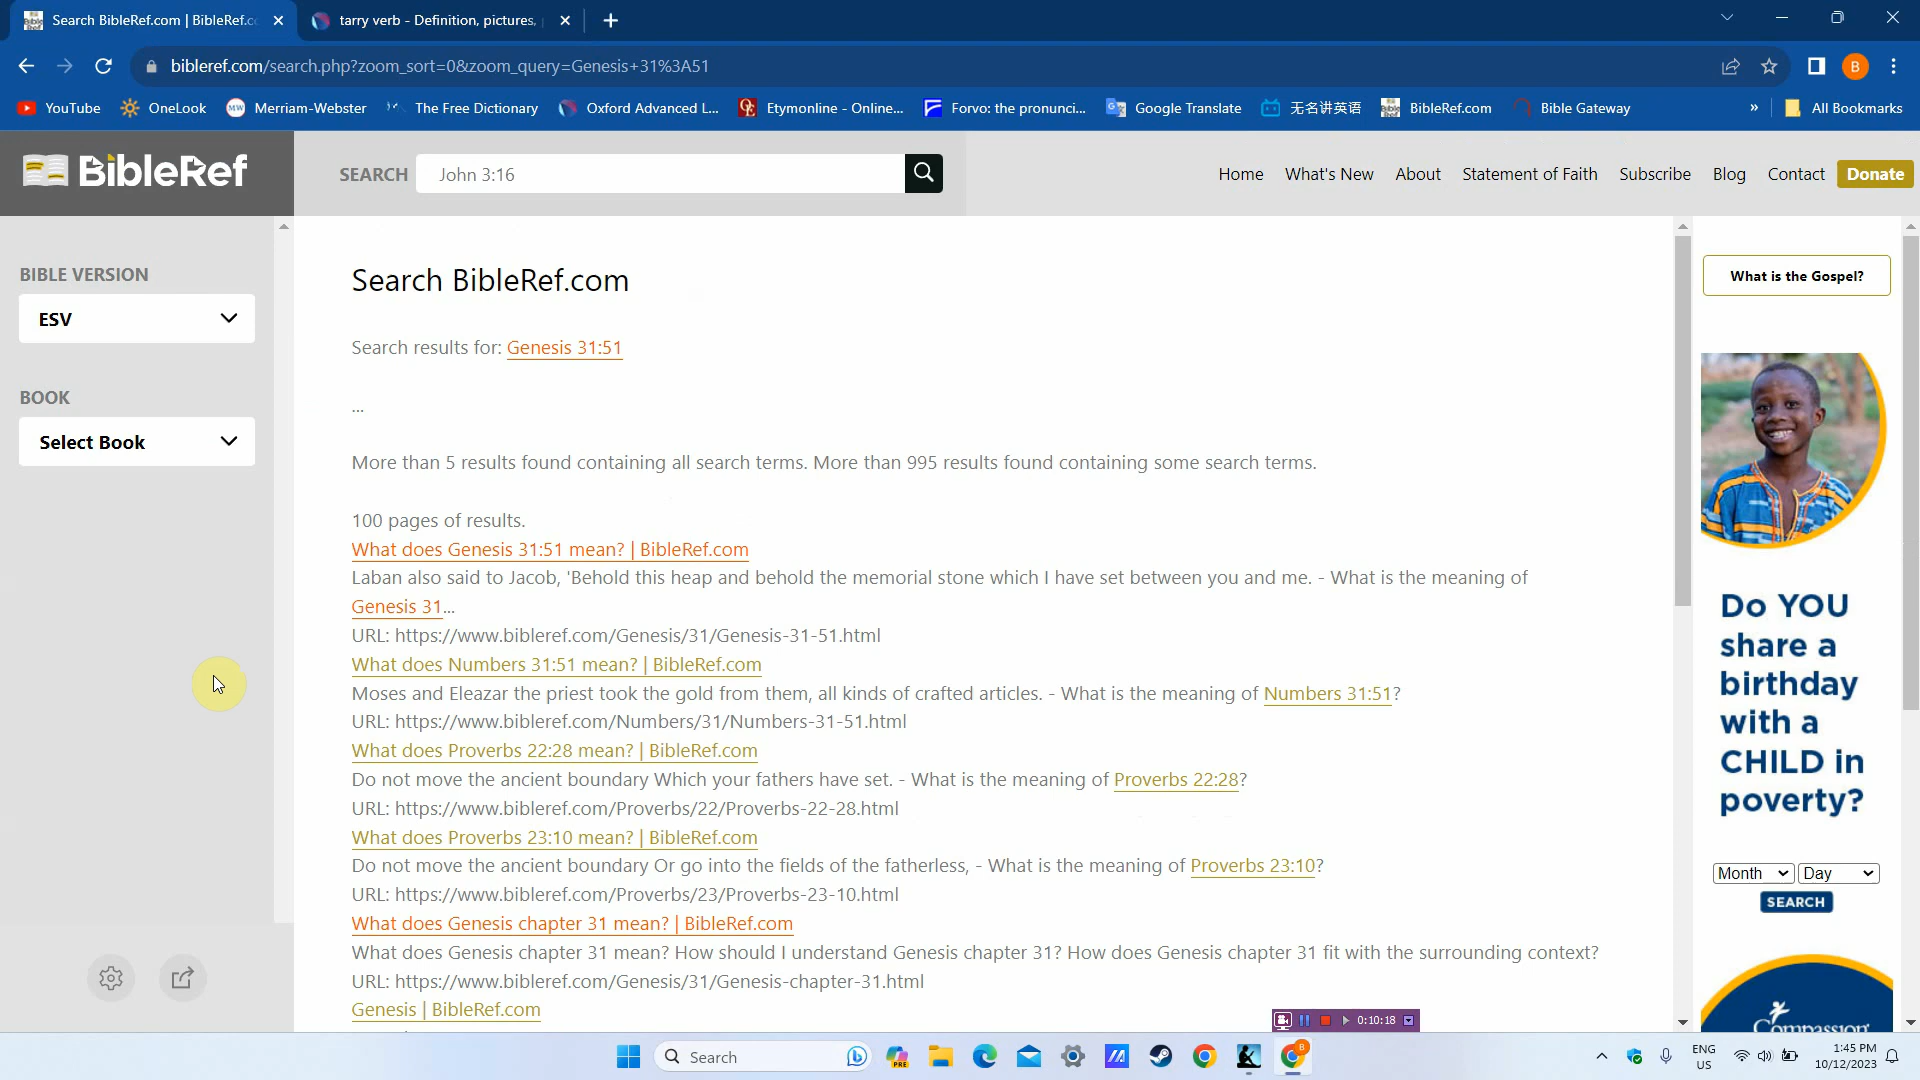 Search BibleRef.com | BibleRef.c
tarry verb - Definition, pictures,
bibleref.com/search.php?zoom_sort=0&zoom_query=Genesis+31%3A51
B
YouTube
OneLook
MW Merriam-Webster
The Free Dictionary
Oxford Advanced L...
Etymonline - Online...
Forvo: the pronunci...
Google Translate
无名讲英语
BibleRef.com
Bible Gateway
»
All Bookmarks
BibleRef
SEARCH
John 3:16
Home
What's New
About
Statement of Faith
Subscribe
Blog
Contact
Donate
BIBLE VERSION
ESV
BOOK
Select Book
Search BibleRef.com
Search results for: Genesis 31:51
...
More than 5 results found containing all search terms. More than 995 results found containing some search terms.
100 pages of results.
What does Genesis 31:51 mean? | BibleRef.com
Laban also said to Jacob, 'Behold this heap and behold the memorial stone which I have set between you and me. - What is the meaning of
Genesis 31...
URL: https://www.bibleref.com/Genesis/31/Genesis-31-51.html
What does Numbers 31:51 mean? | BibleRef.com
Moses and Eleazar the priest took the gold from them, all kinds of crafted articles. - What is the meaning of Numbers 31:51?
URL: https://www.bibleref.com/Numbers/31/Numbers-31-51.html
What does Proverbs 22:28 mean? | BibleRef.com
Do not move the ancient boundary Which your fathers have set. - What is the meaning of Proverbs 22:28?
URL: https://www.bibleref.com/Proverbs/22/Proverbs-22-28.html
What does Proverbs 23:10 mean? | BibleRef.com
Do not move the ancient boundary Or go into the fields of the fatherless, - What is the meaning of Proverbs 23:10?
URL: https://www.bibleref.com/Proverbs/23/Proverbs-23-10.html
What does Genesis chapter 31 mean? | BibleRef.com
What does Genesis chapter 31 mean? How should I understand Genesis chapter 31? How does Genesis chapter 31 fit with the surrounding context?
URL: https://www.bibleref.com/Genesis/31/Genesis-chapter-31.html
Genesis | BibleRef.com
What is the Gospel?
Do YOU
share a
birthday
with a
CHILD in
poverty?
Month
Day
SEARCH
Compassion
0:10:18
Search
PRE
B
ENG
US
1:45 PM
10/12/2023